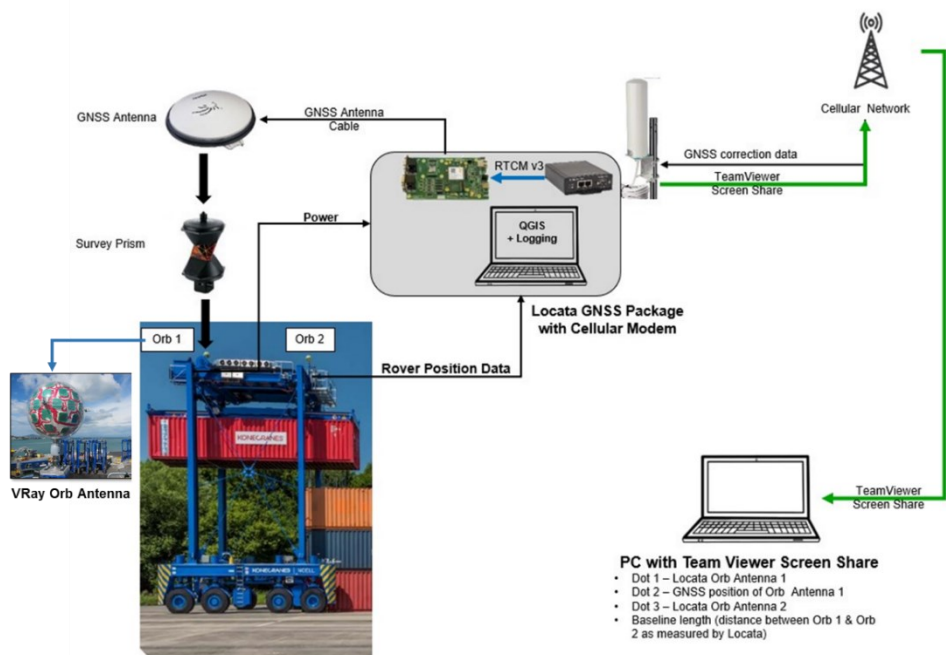 GNSS Antenna
GNSS Antenna
Cable
Cellular Network
GNSS correction data
TeamViewer
Screen Share
RTCM v3
QGIS
+ Logging
Power
Survey Prism
Locata GNSS Package
with Cellular Modem
Orb 1
Orb 2
Rover Position Data
KONECRANES
KONECRANES
NOELL
VRay Orb Antenna
TeamViewer
Screen Share
PC with Team Viewer Screen Share
• Dot 1 – Locata Orb Antenna 1
• Dot 2 – GNSS position of Orb Antenna 1
• Dot 3 – Locata Orb Antenna 2
• Baseline length (distance between Orb 1 & Orb
2 as measured by Locata)